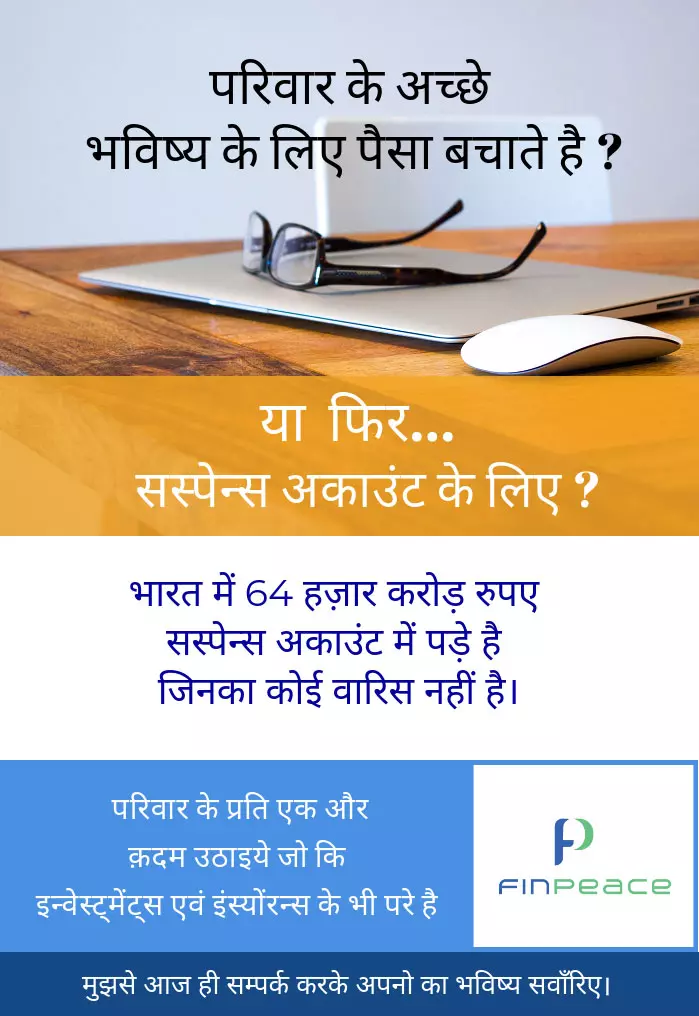 परिवार के अच्छे
भविष्य के लिए पैसा बचाते है ?
या फिर...
सस्पेन्स अकाउंट के लिए ?
भारत में 64 हज़ार करोड़ रुपए
सस्पेन्स अकाउंट में पड़े है
जिनका कोई वारिस नहीं है।
परिवार के प्रति एक और
क़दम उठाइये जो कि
इन्वेस्ट्मेंट्स एवं इंस्योंरन्स के भी परे है
FINPEACE
मुझसे आज ही सम्पर्क करके अपनो का भविष्य सवाँरिए।